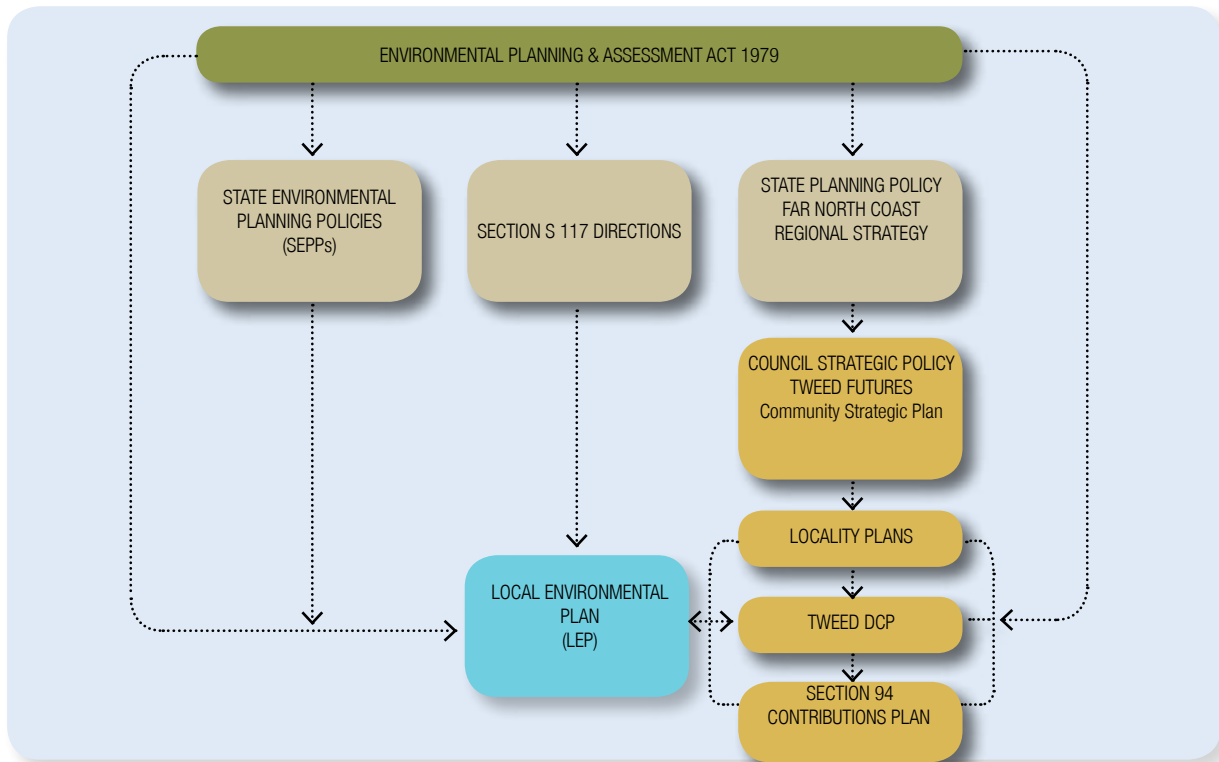 ENVIRONMENTAL PLANNING & ASSESSMENT ACT 1979
STATE ENVIRONMENTAL
PLANNING POLICIES
(SEPPs)
SECTION S 117 DIRECTIONS
STATE PLANNING POLICY
FAR NORTH COAST
REGIONAL STRATEGY
COUNCIL STRATEGIC POLICY
TWEED FUTURES
Community Strategic Plan
LOCALITY PLANS
LOCAL ENVIRONMENTAL
PLAN
(LEP)
TWEED DCP
SECTION 94
CONTRIBUTIONS PLAN